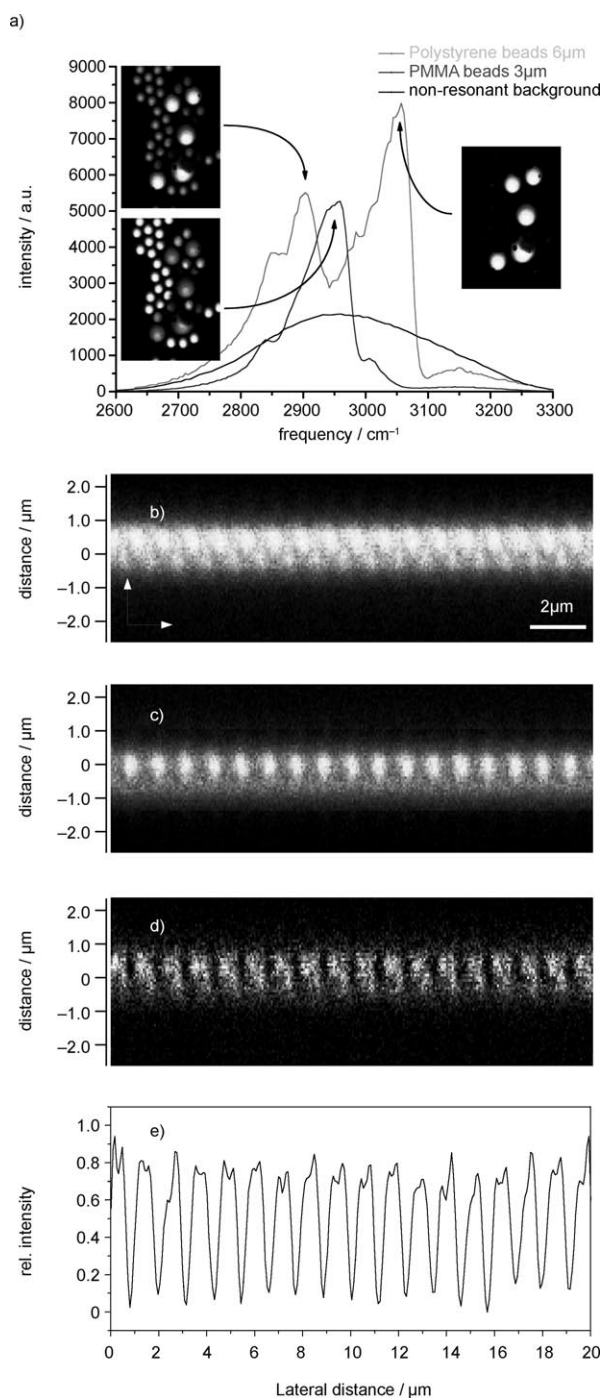 a)
Polystyrene beads 6µm
PMMA beads 3µm
non-resonant background
9000
8000
7000
6000
5000
4000
3000
2000
1000
0
intensity / a.u.
2600 2700 2800 2900 3000 3100 3200 3300
frequency / cm⁻¹
b)
2.0
1.0
0
−1.0
−2.0
distance / µm
2µm
c)
2.0
1.0
0
−1.0
−2.0
distance / µm
d)
2.0
1.0
0
−1.0
−2.0
distance / µm
e)
1.0
0.8
0.6
0.4
0.2
0
rel. intensity
0 2 4 6 8 10 12 14 16 18 20
Lateral distance / µm